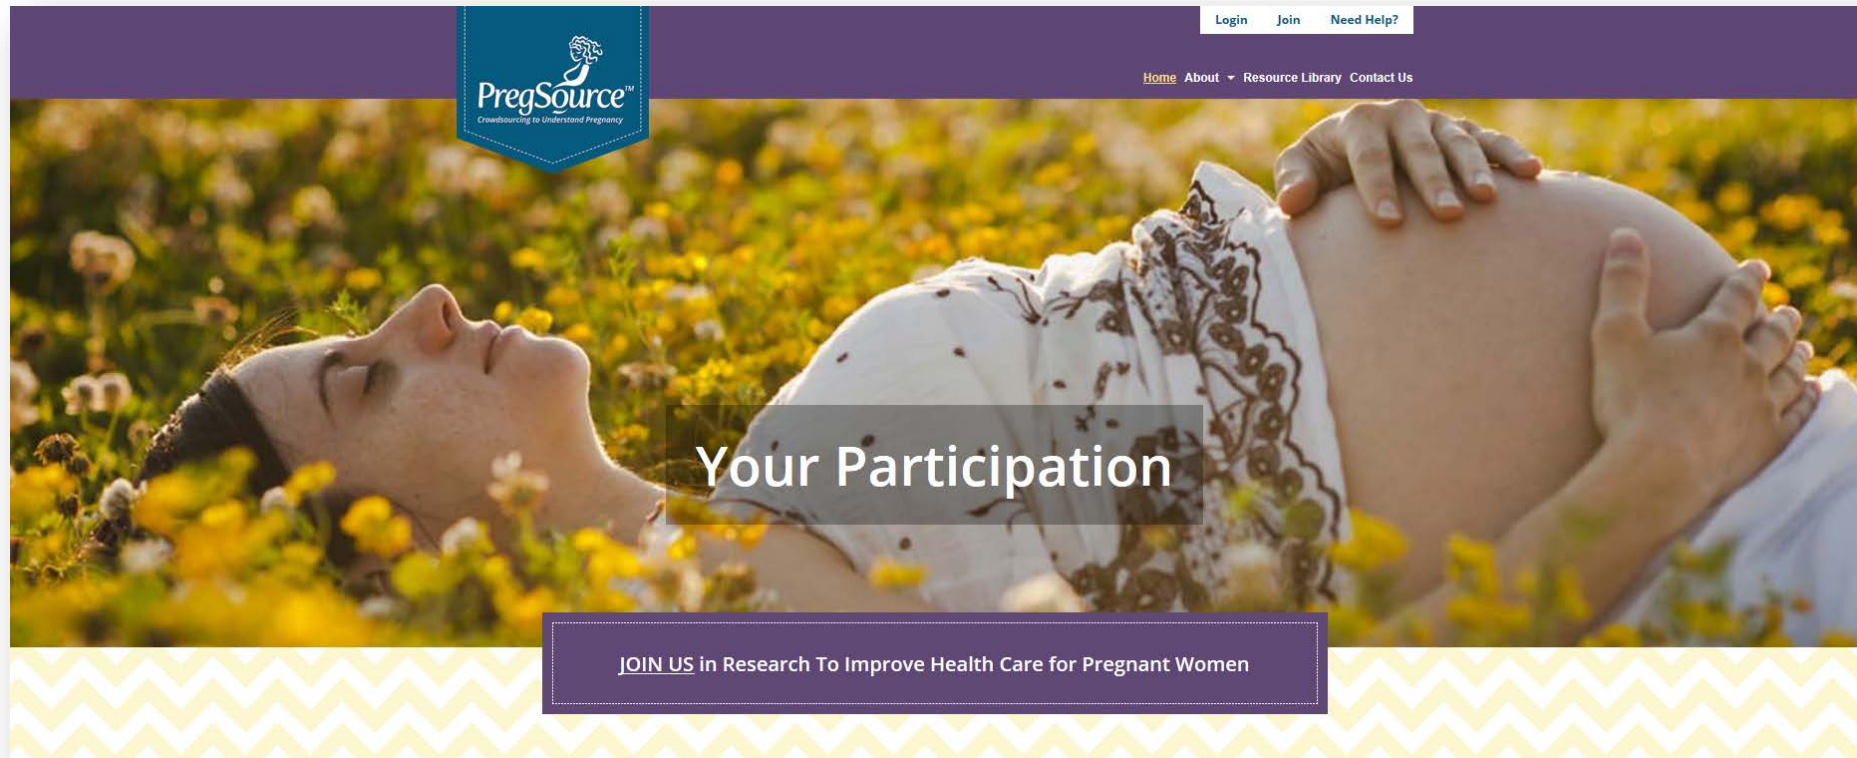 Login Join Need Help?
PregSource™
Crowdsourcing to Understand Pregnancy
Home About Resource Library Contact Us
Your Participation
JOIN US in Research To Improve Health Care for Pregnant Women